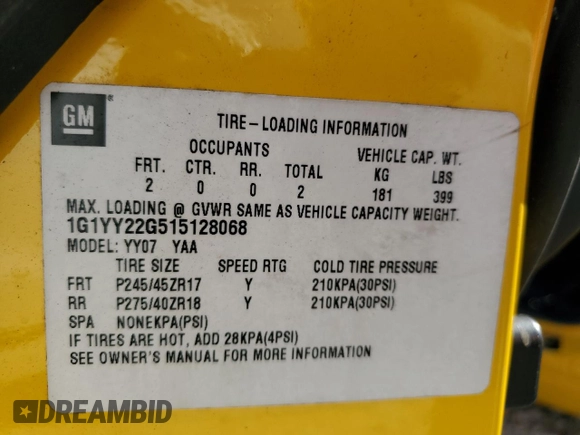 GM
TIRE-LOADING INFORMATION
OCCUPANTS VEHICLE CAP. WT.
FRT. CTR. RR. TOTAL KG LBS
2 0 0 2 181 399
MAX. LOADING @ GVWR SAME AS VEHICLE CAPACITY WEIGHT.
1G1YY22G515128068
MODEL: YY07 YAA
TIRE SIZE SPEED RTG COLD TIRE PRESSURE
FRT P245/45ZR17 Y 210KPA(30PSI)
RR P275/40ZR18 Y 210KPA(30PSI)
SPA NONEKPA(PSI)
IF TIRES ARE HOT, ADD 28KPA(4PSI)
SEE OWNER'S MANUAL FOR MORE INFORMATION
DREAMBID